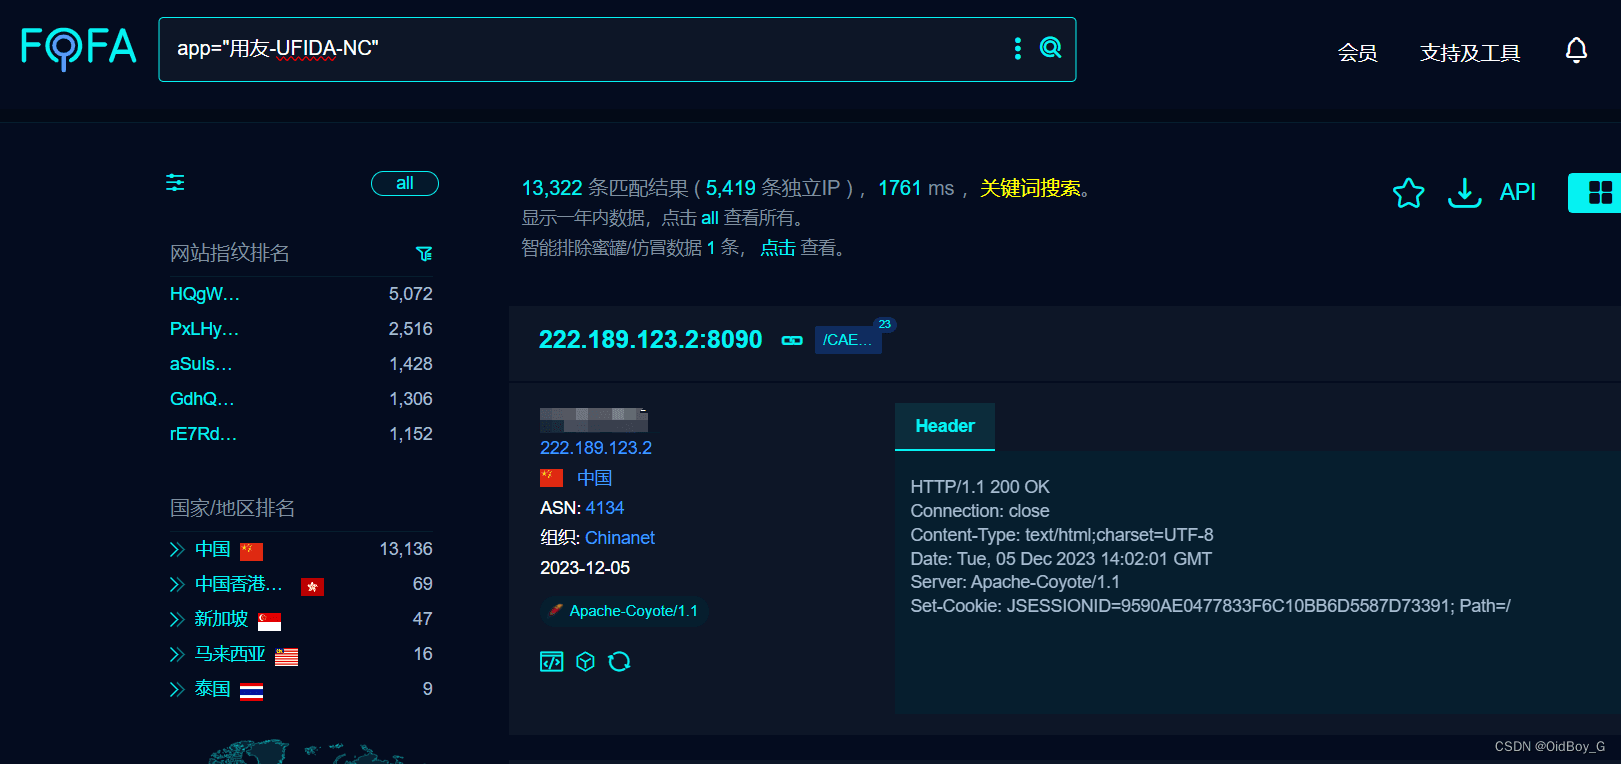 FOFA
app="用友-UFIDA-NC"
会员
支持及工具
all
13,322 条匹配结果 ( 5,419 条独立IP ) ，1761 ms ，关键词搜索。
显示一年内数据，点击 all 查看所有。
智能排除蜜罐/仿冒数据 1 条， 点击 查看。
API
网站指纹排名
HQgW... 5,072
PxLHy... 2,516
aSuls... 1,428
GdhQ... 1,306
rE7Rd... 1,152
国家/地区排名
中国 13,136
中国香港... 69
新加坡 47
马来西亚 16
泰国 9
222.189.123.2:8090
/CAE...
23
222.189.123.2
中国
ASN: 4134
组织: Chinanet
2023-12-05
Apache-Coyote/1.1
Header
HTTP/1.1 200 OK
Connection: close
Content-Type: text/html;charset=UTF-8
Date: Tue, 05 Dec 2023 14:02:01 GMT
Server: Apache-Coyote/1.1
Set-Cookie: JSESSIONID=9590AE0477833F6C10BB6D5587D73391; Path=/
CSDN @OidBoy_G